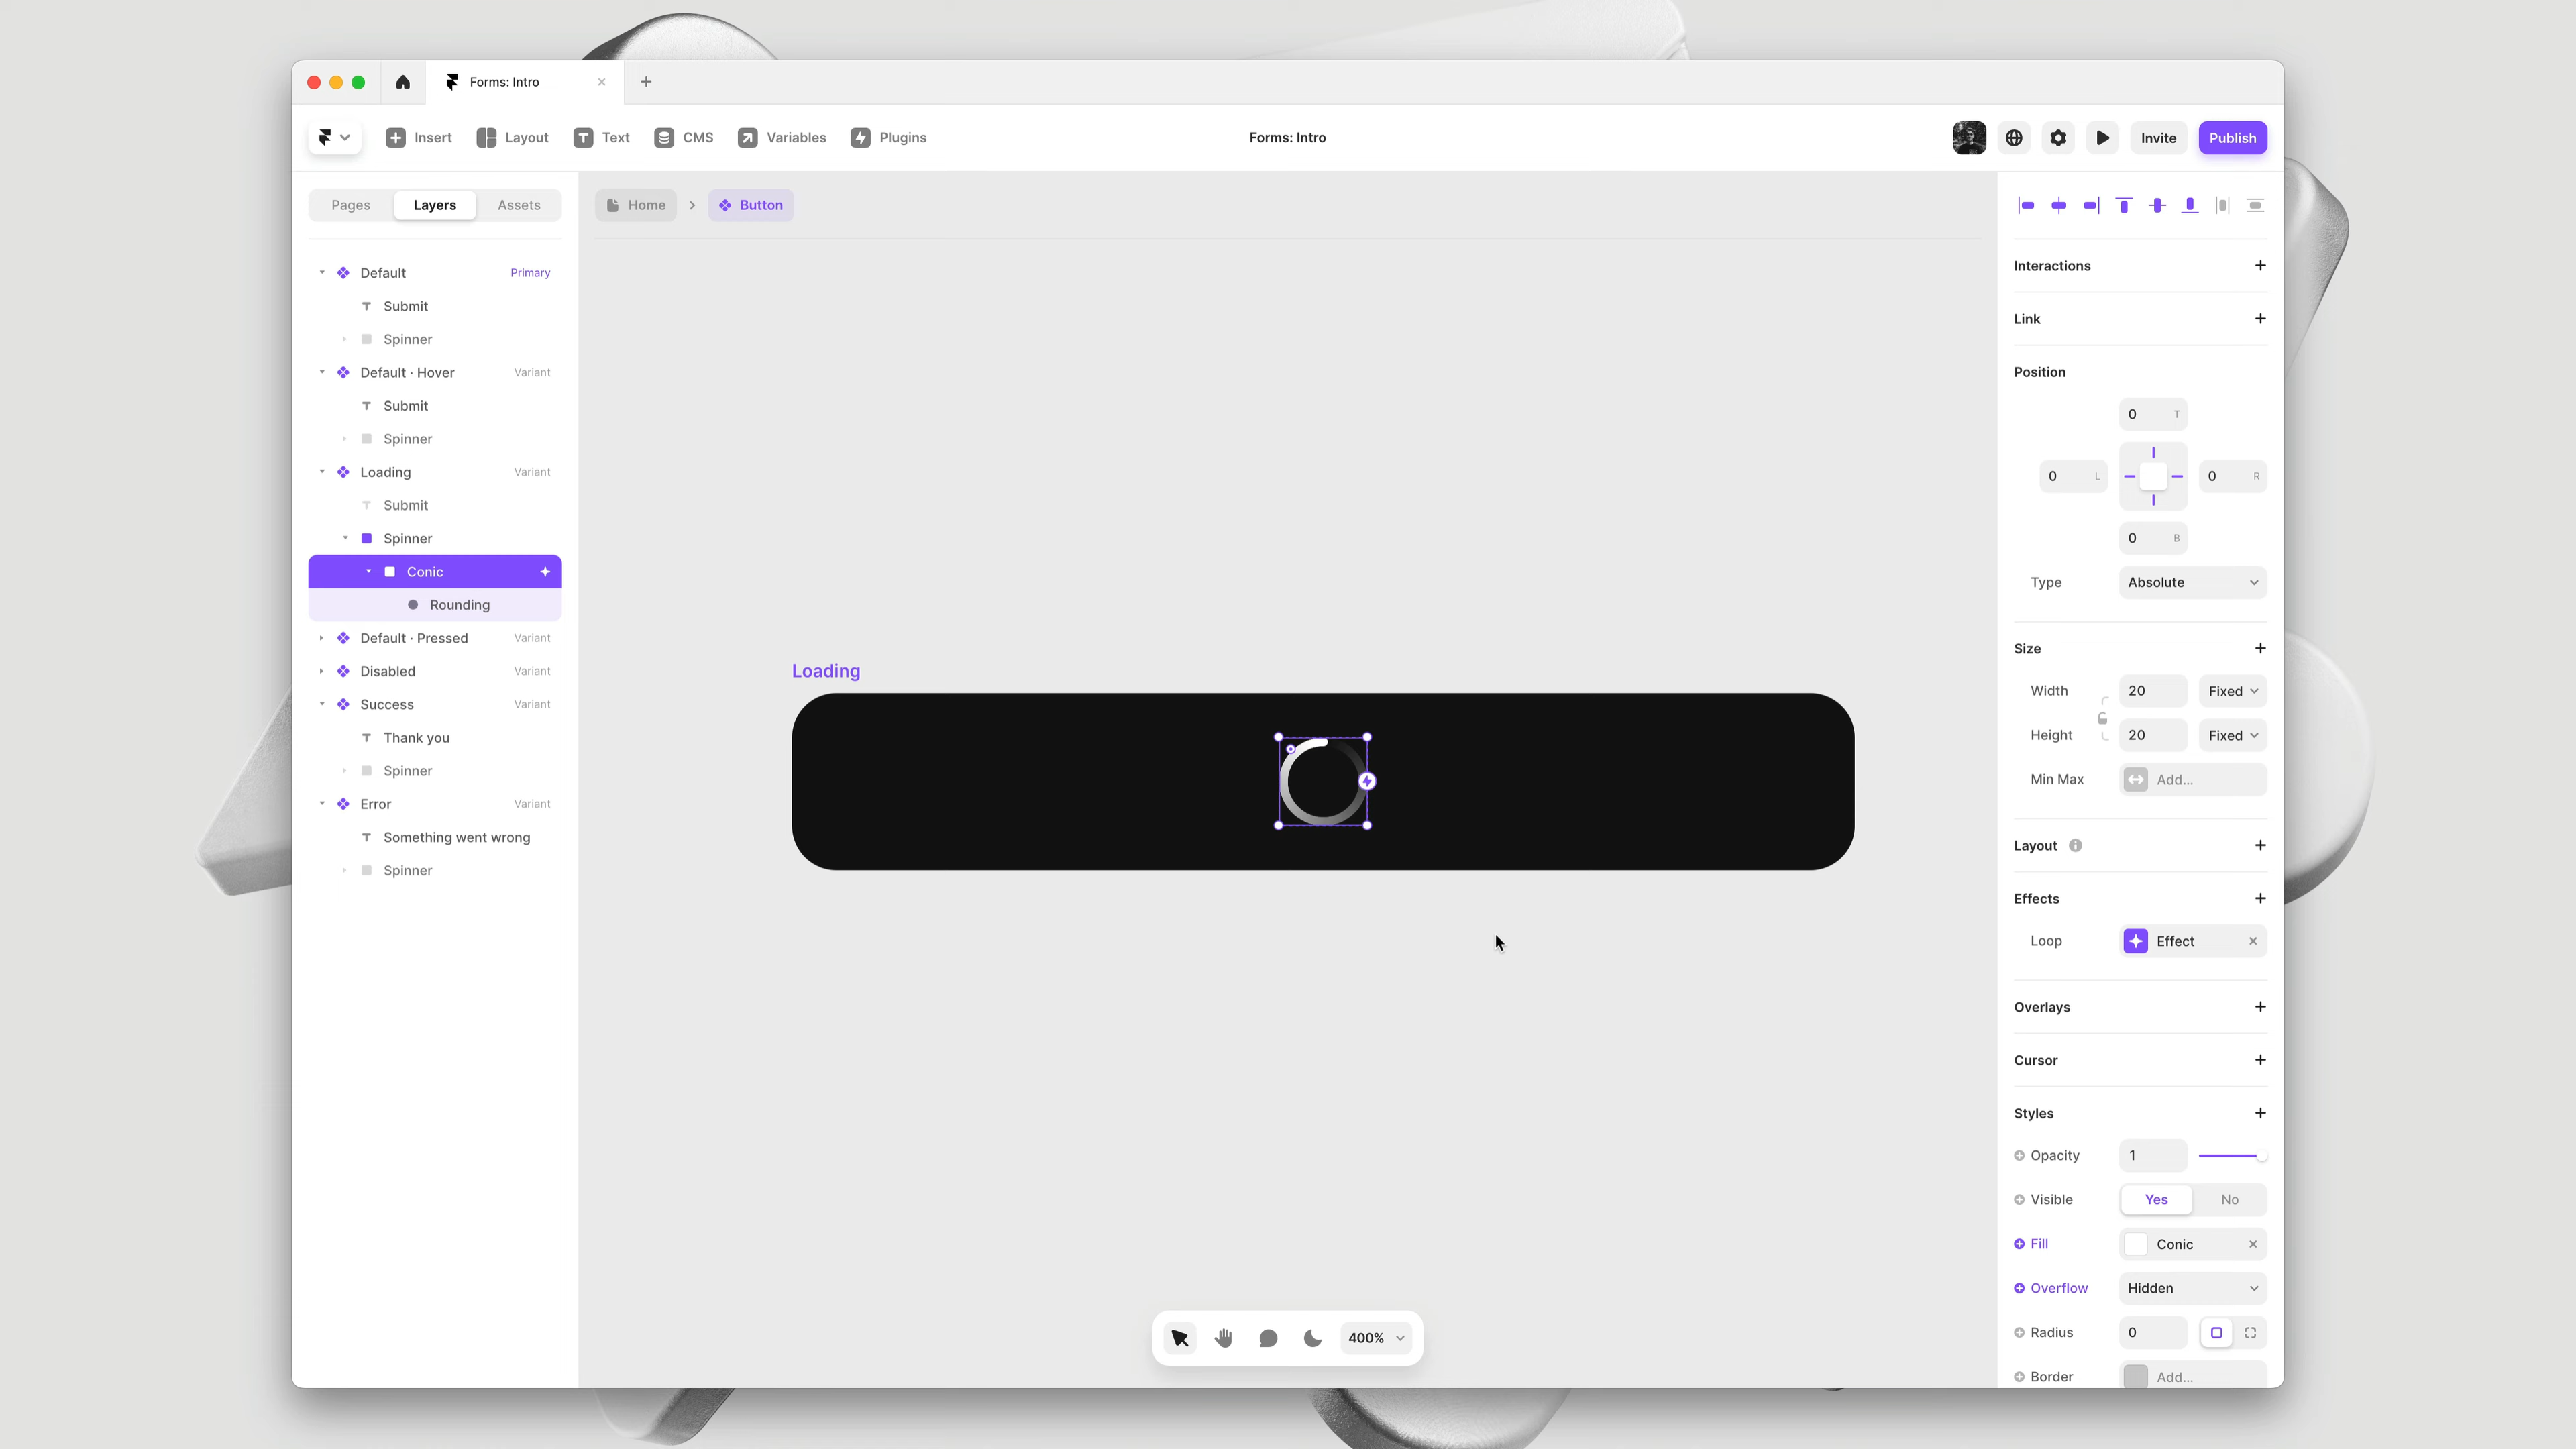 Forms: Intro
Insert
Layout
Text
CMS
Variables
Plugins
Forms: Intro
Invite
Publish
Pages
Layers
Assets
Default
Primary
Submit
Spinner
Default · Hover
Variant
Submit
Spinner
Loading
Variant
Submit
Spinner
Conic
Rounding
Default · Pressed
Variant
Disabled
Variant
Success
Variant
Thank you
Spinner
Error
Variant
Something went wrong
Spinner
Home
Button
Loading
400%
Interactions
Link
Position
0 T
0 L
0 R
0 B
Type
Absolute
Size
Width
20
Fixed
Height
20
Fixed
Min Max
Add...
Layout
Effects
Loop
Effect
Overlays
Cursor
Styles
Opacity
1
Visible
Yes
No
Fill
Conic
Overflow
Hidden
Radius
0
Border
Add...